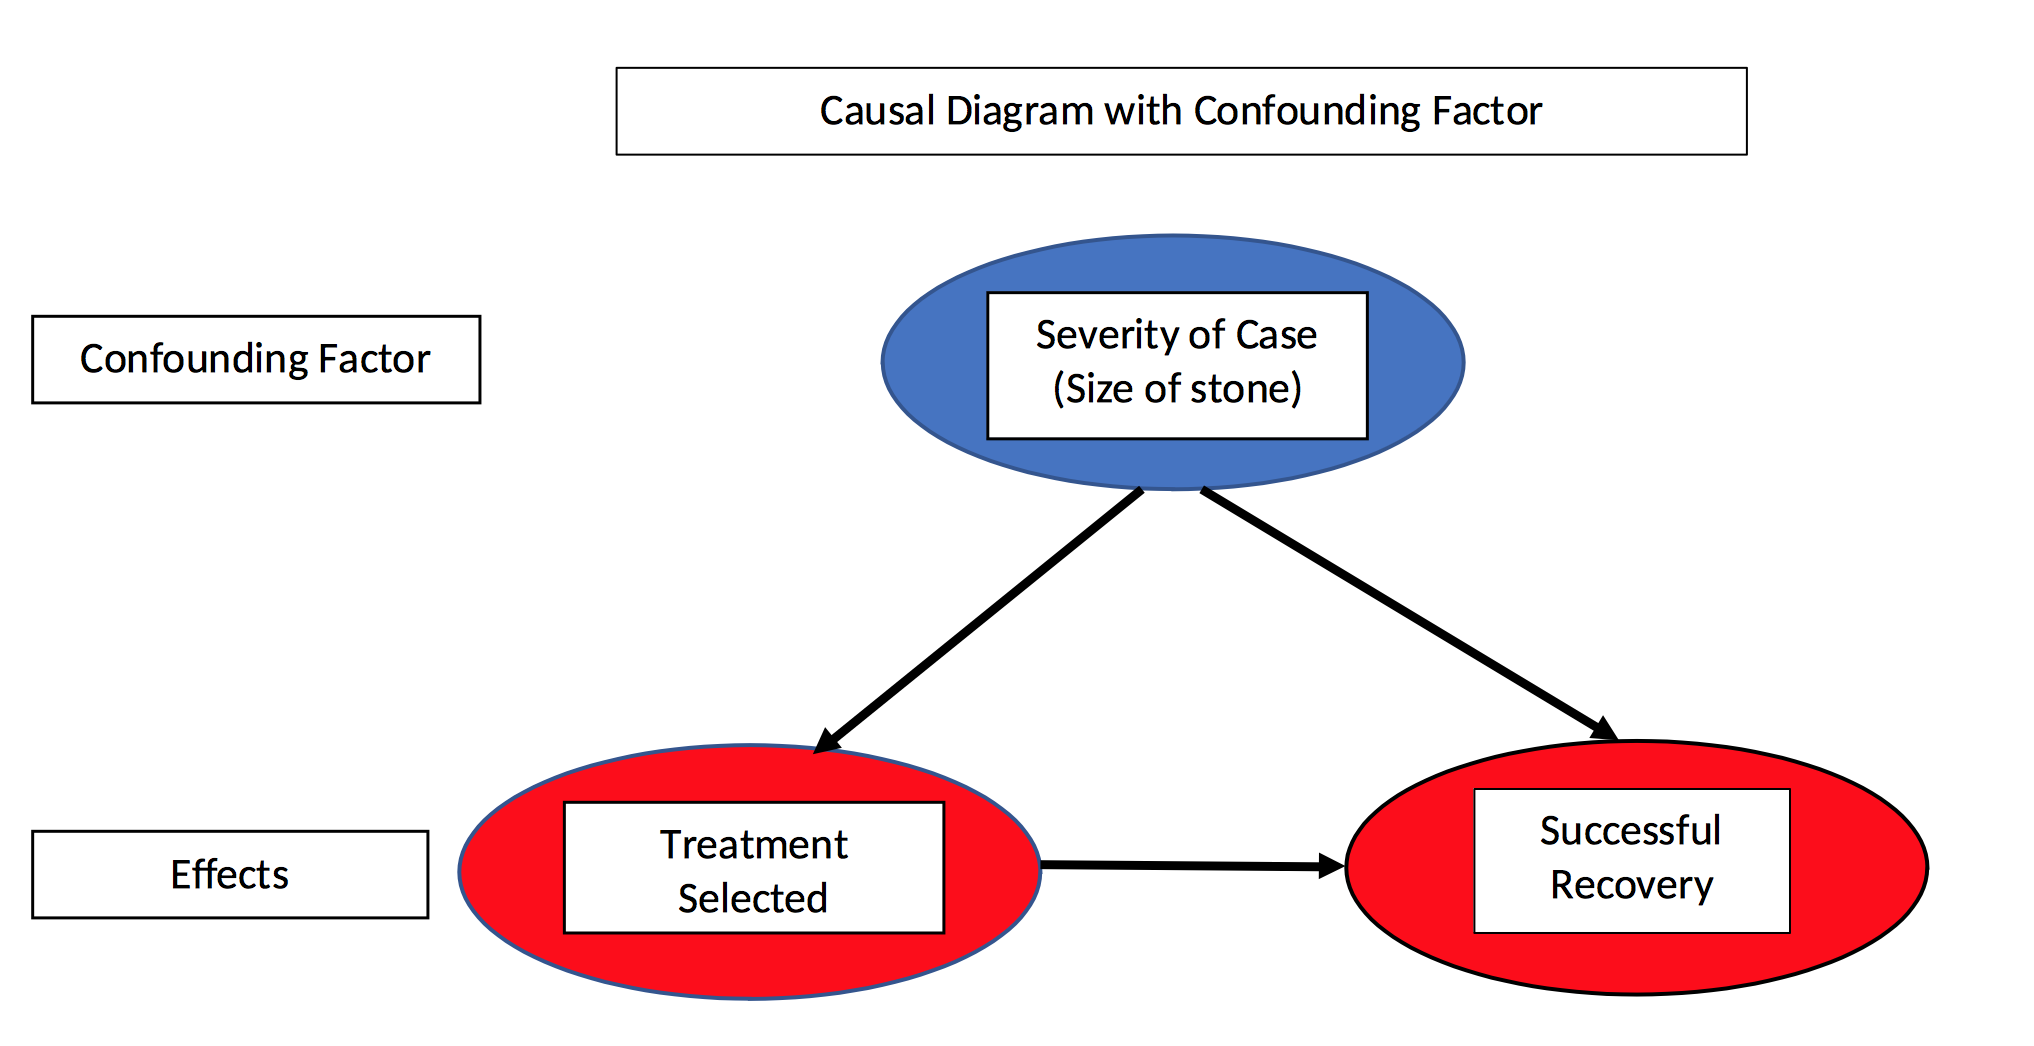 Causal Diagram with Confounding Factor
Confounding Factor
Severity of Case
(Size of stone)
Effects
Treatment
Selected
Successful
Recovery